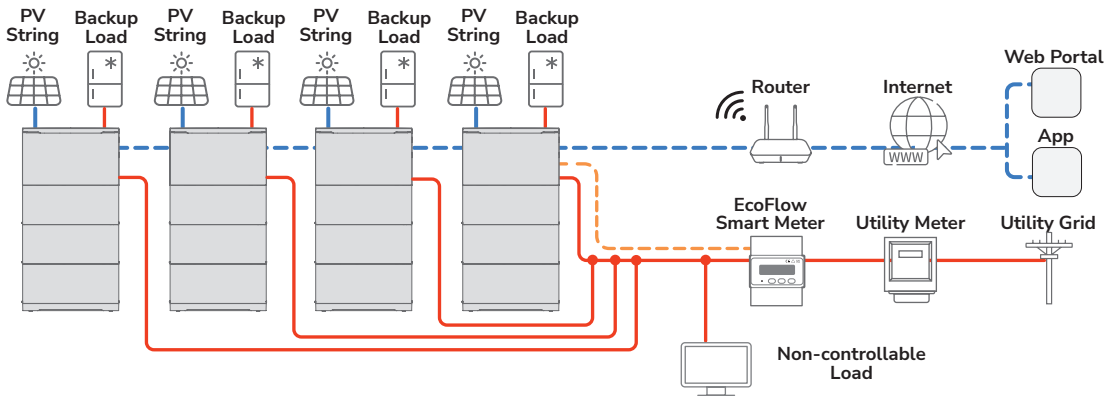 PV
String
Backup
Load
PV
String
Backup
Load
PV
String
Backup
Load
PV
String
Backup
Load
Router
Internet
WWW
Web Portal
App
EcoFlow
Smart Meter
Utility Meter
Utility Grid
Non-controllable
Load